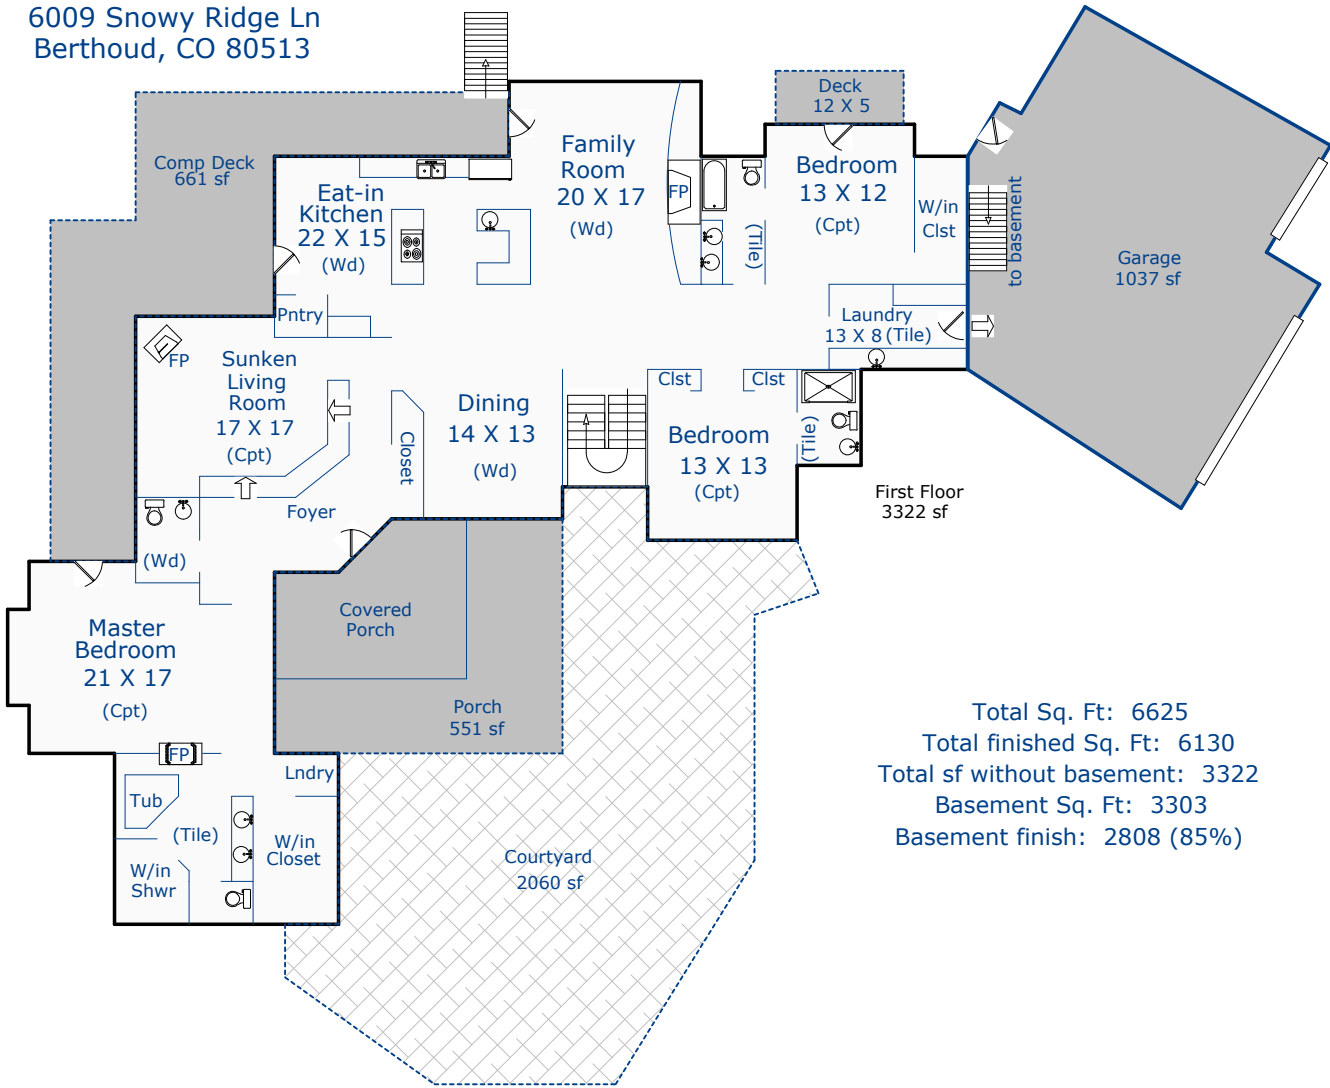 6009 Snowy Ridge Ln
Berthoud, CO 80513
Comp Deck
661 sf
Eat-in
Kitchen
22 X 15
(Wd)
Pntry
Family
Room
20 X 17
(Wd)
FP
Deck
12 X 5
Bedroom
13 X 12
(Cpt)
(Tile)
W/in
Clst
to basement
Garage
1037 sf
Laundry
13 X 8 (Tile)
FP
Sunken
Living
Room
17 X 17
(Cpt)
Closet
Dining
14 X 13
(Wd)
Clst
Clst
Bedroom
13 X 13
(Cpt)
(Tile)
First Floor
3322 sf
Foyer
(Wd)
Master
Bedroom
21 X 17
(Cpt)
Covered
Porch
Porch
551 sf
FP
Lndry
Tub
(Tile)
W/in
Closet
W/in
Shwr
Courtyard
2060 sf
Total Sq. Ft: 6625
Total finished Sq. Ft: 6130
Total sf without basement: 3322
Basement Sq. Ft: 3303
Basement finish: 2808 (85%)